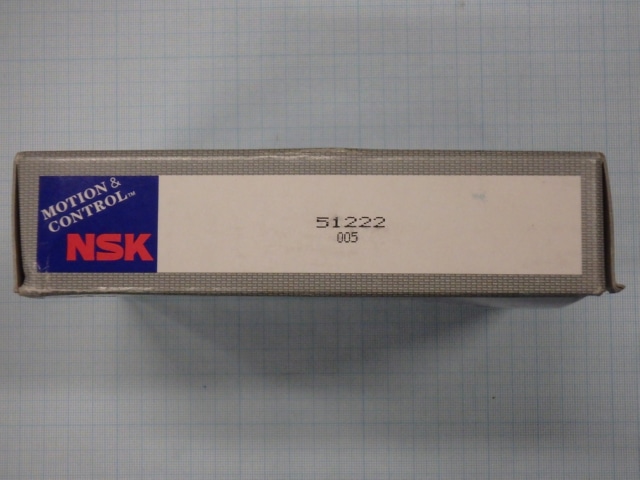 MOTION &
CONTROL™
NSK
51222
005